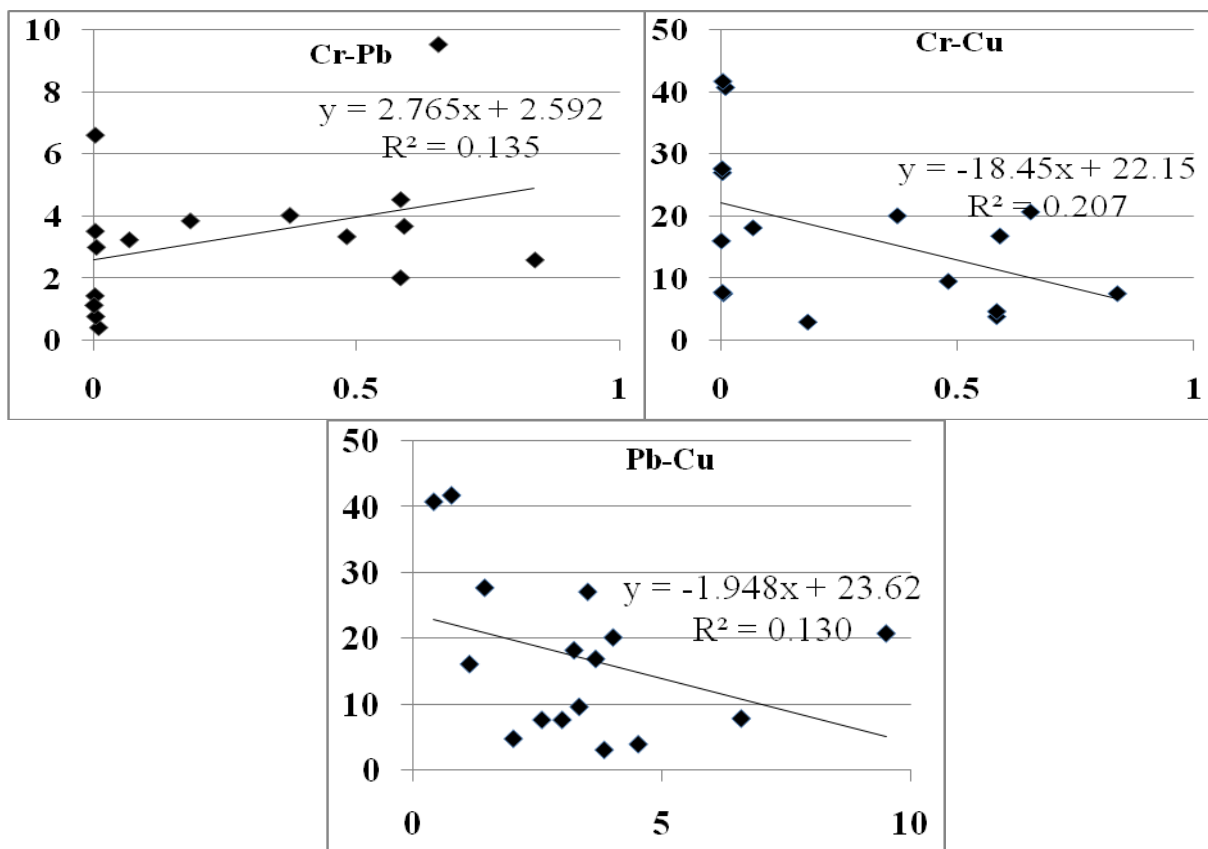 Cr-Pb
y = 2.765x + 2.592
R² = 0.135
10
8
6
4
2
0
0 0.5 1
Cr-Cu
y = -18.45x + 22.15
R² = 0.207
50
40
30
20
10
0
0 0.5 1
Pb-Cu
y = -1.948x + 23.62
R² = 0.130
50
40
30
20
10
0
0 5 10